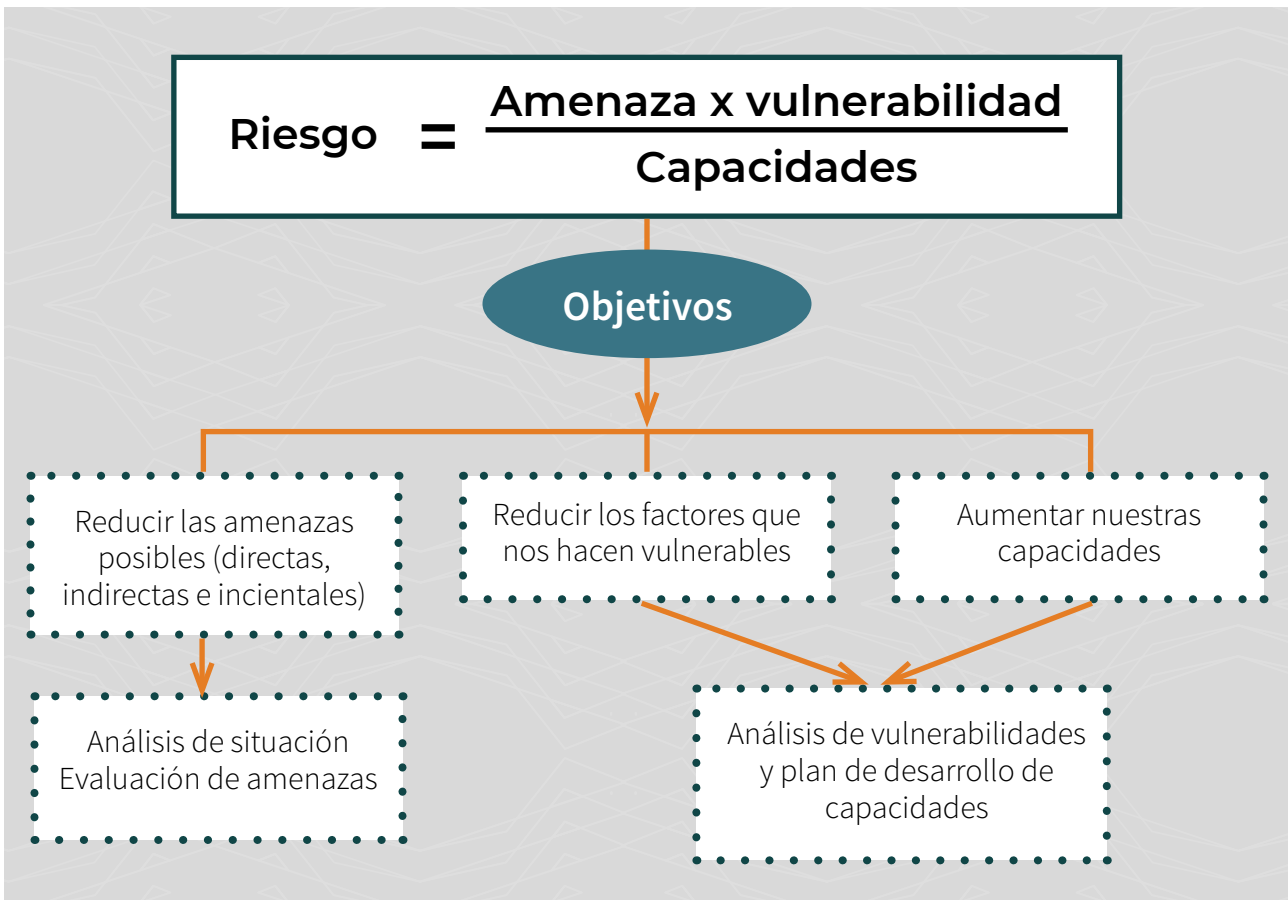 Riesgo = Amenaza x vulnerabilidad
Capacidades
Objetivos
Reducir las amenazas
posibles (directas,
indirectas e incientales)
Reducir los factores que
nos hacen vulnerables
Aumentar nuestras
capacidades
Análisis de situación
Evaluación de amenazas
Análisis de vulnerabilidades
y plan de desarrollo de
capacidades